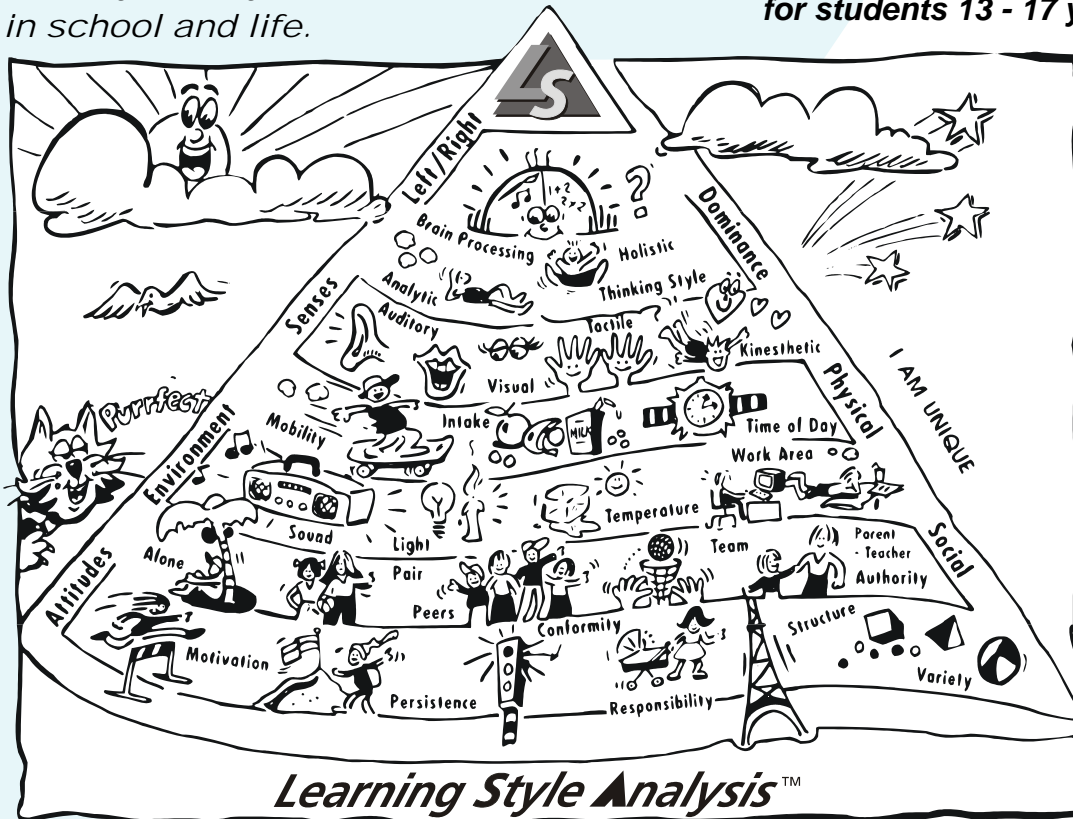 in school and life.
for students 13 - 17 y
LS
Left/Right
Dominance
1+2
?
Brain Processing
Holistic
Analytic
Thinking Style
Senses
Auditory
Tactile
Visual
Kinesthetic
Physical
I AM UNIQUE
Purrfect
Environment
Mobility
Intake
MILK
Time of Day
Work Area
Sound
Light
Temperature
Attitudes
Alone
Pair
Peers
Team
Parent
- Teacher
Authority
Social
Motivation
Persistence
Conformity
Responsibility
Structure
Variety
Learning Style Analysis™